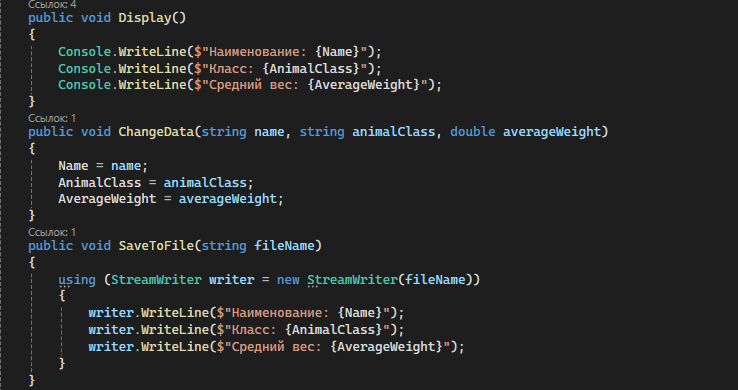 Ссылок: 4
public void Display()
{
Console.WriteLine($"Наименование: {Name}");
Console.WriteLine($"Класс: {AnimalClass}");
Console.WriteLine($"Средний вес: {AverageWeight}");
}
Ссылок: 1
public void ChangeData(string name, string animalClass, double averageWeight)
{
Name = name;
AnimalClass = animalClass;
AverageWeight = averageWeight;
}
Ссылок: 1
public void SaveToFile(string fileName)
{
using (StreamWriter writer = new StreamWriter(fileName))
{
writer.WriteLine($"Наименование: {Name}");
writer.WriteLine($"Класс: {AnimalClass}");
writer.WriteLine($"Средний вес: {AverageWeight}");
}
}